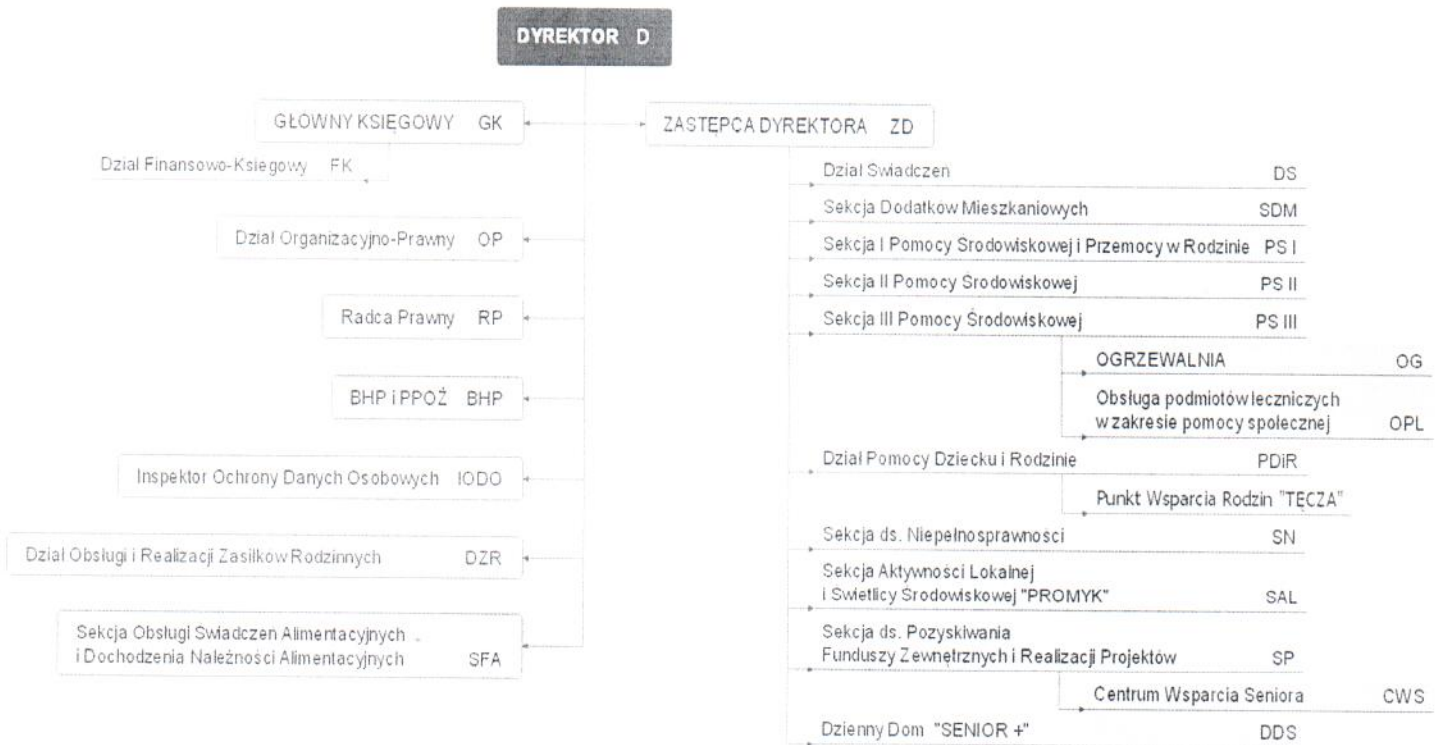 DYREKTOR D
GŁÓWNY KSIĘGOWY GK
Dział Finansowo-Księgowy FK
Dział Organizacyjno-Prawny OP
Radca Prawny RP
BHP i PPOŻ BHP
Inspektor Ochrony Danych Osobowych IODO
Dział Obsługi i Realizacji Zasiłków Rodzinnych DZR
Sekcja Obsługi Świadczeń Alimentacyjnych
i Dochodzenia Należności Alimentacyjnych SFA
ZASTĘPCA DYREKTORA ZD
Dział Świadczeń DS
Sekcja Dodatków Mieszkaniowych SDM
Sekcja I Pomocy Środowiskowej i Przemocy w Rodzinie PS I
Sekcja II Pomocy Środowiskowej PS II
Sekcja III Pomocy Środowiskowej PS III
OGRZEWALNIA OG
Obsługa podmiotów leczniczych
w zakresie pomocy społecznej OPL
Dział Pomocy Dziecku i Rodzinie PDiR
Punkt Wsparcia Rodzin "TĘCZA"
Sekcja ds. Niepełnosprawności SN
Sekcja Aktywności Lokalnej
i Świetlicy Środowiskowej "PROMYK" SAL
Sekcja ds. Pozyskiwania
Funduszy Zewnętrznych i Realizacji Projektów SP
Centrum Wsparcia Seniora CWS
Dzienny Dom "SENIOR +" DDS